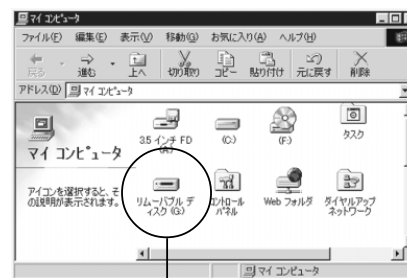 マイ コンピュータ
ファイル(F) 編集(E) 表示(V) 移動(G) お気に入り(A) ヘルプ(H)
戻る 進む 上へ 切り取り コピー 貼り付け 元に戻す 削除
アドレス(D) マイ コンピュータ
マイ コンピュータ
アイコンを選択すると、そ
の説明が表示されます。
3.5 インチ FD
(A:)
(C:)
(F:)
タスク
リムーバブル デ
ィスク (G:)
コントロール
パネル
Web フォルダ
ダイヤルアップ
ネットワーク
マイ コンピュータ